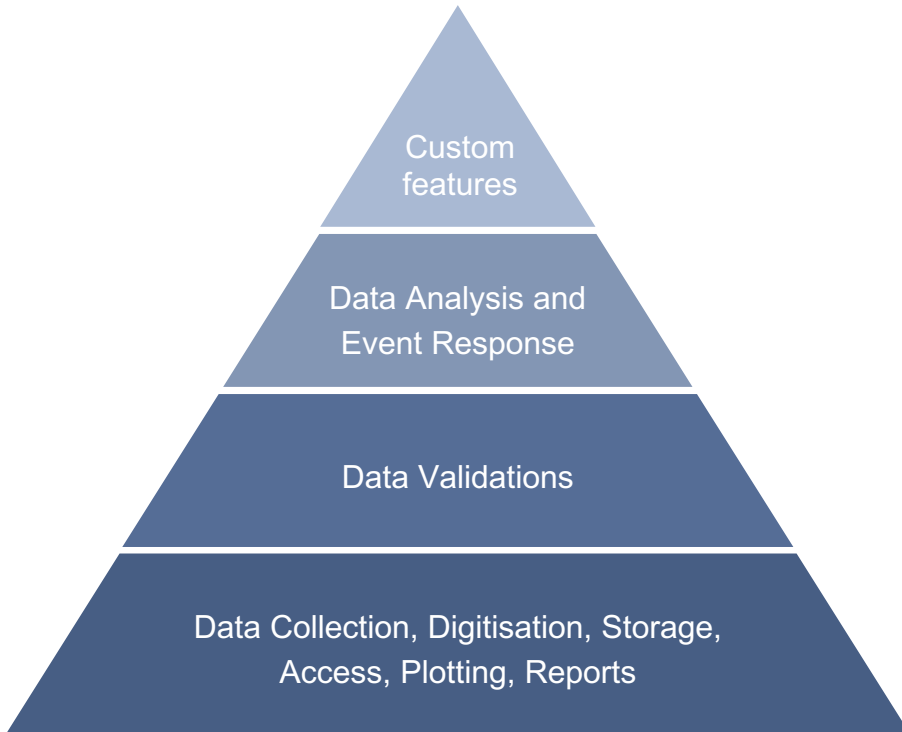 Custom
features
Data Analysis and
Event Response
Data Validations
Data Collection, Digitisation, Storage,
Access, Plotting, Reports